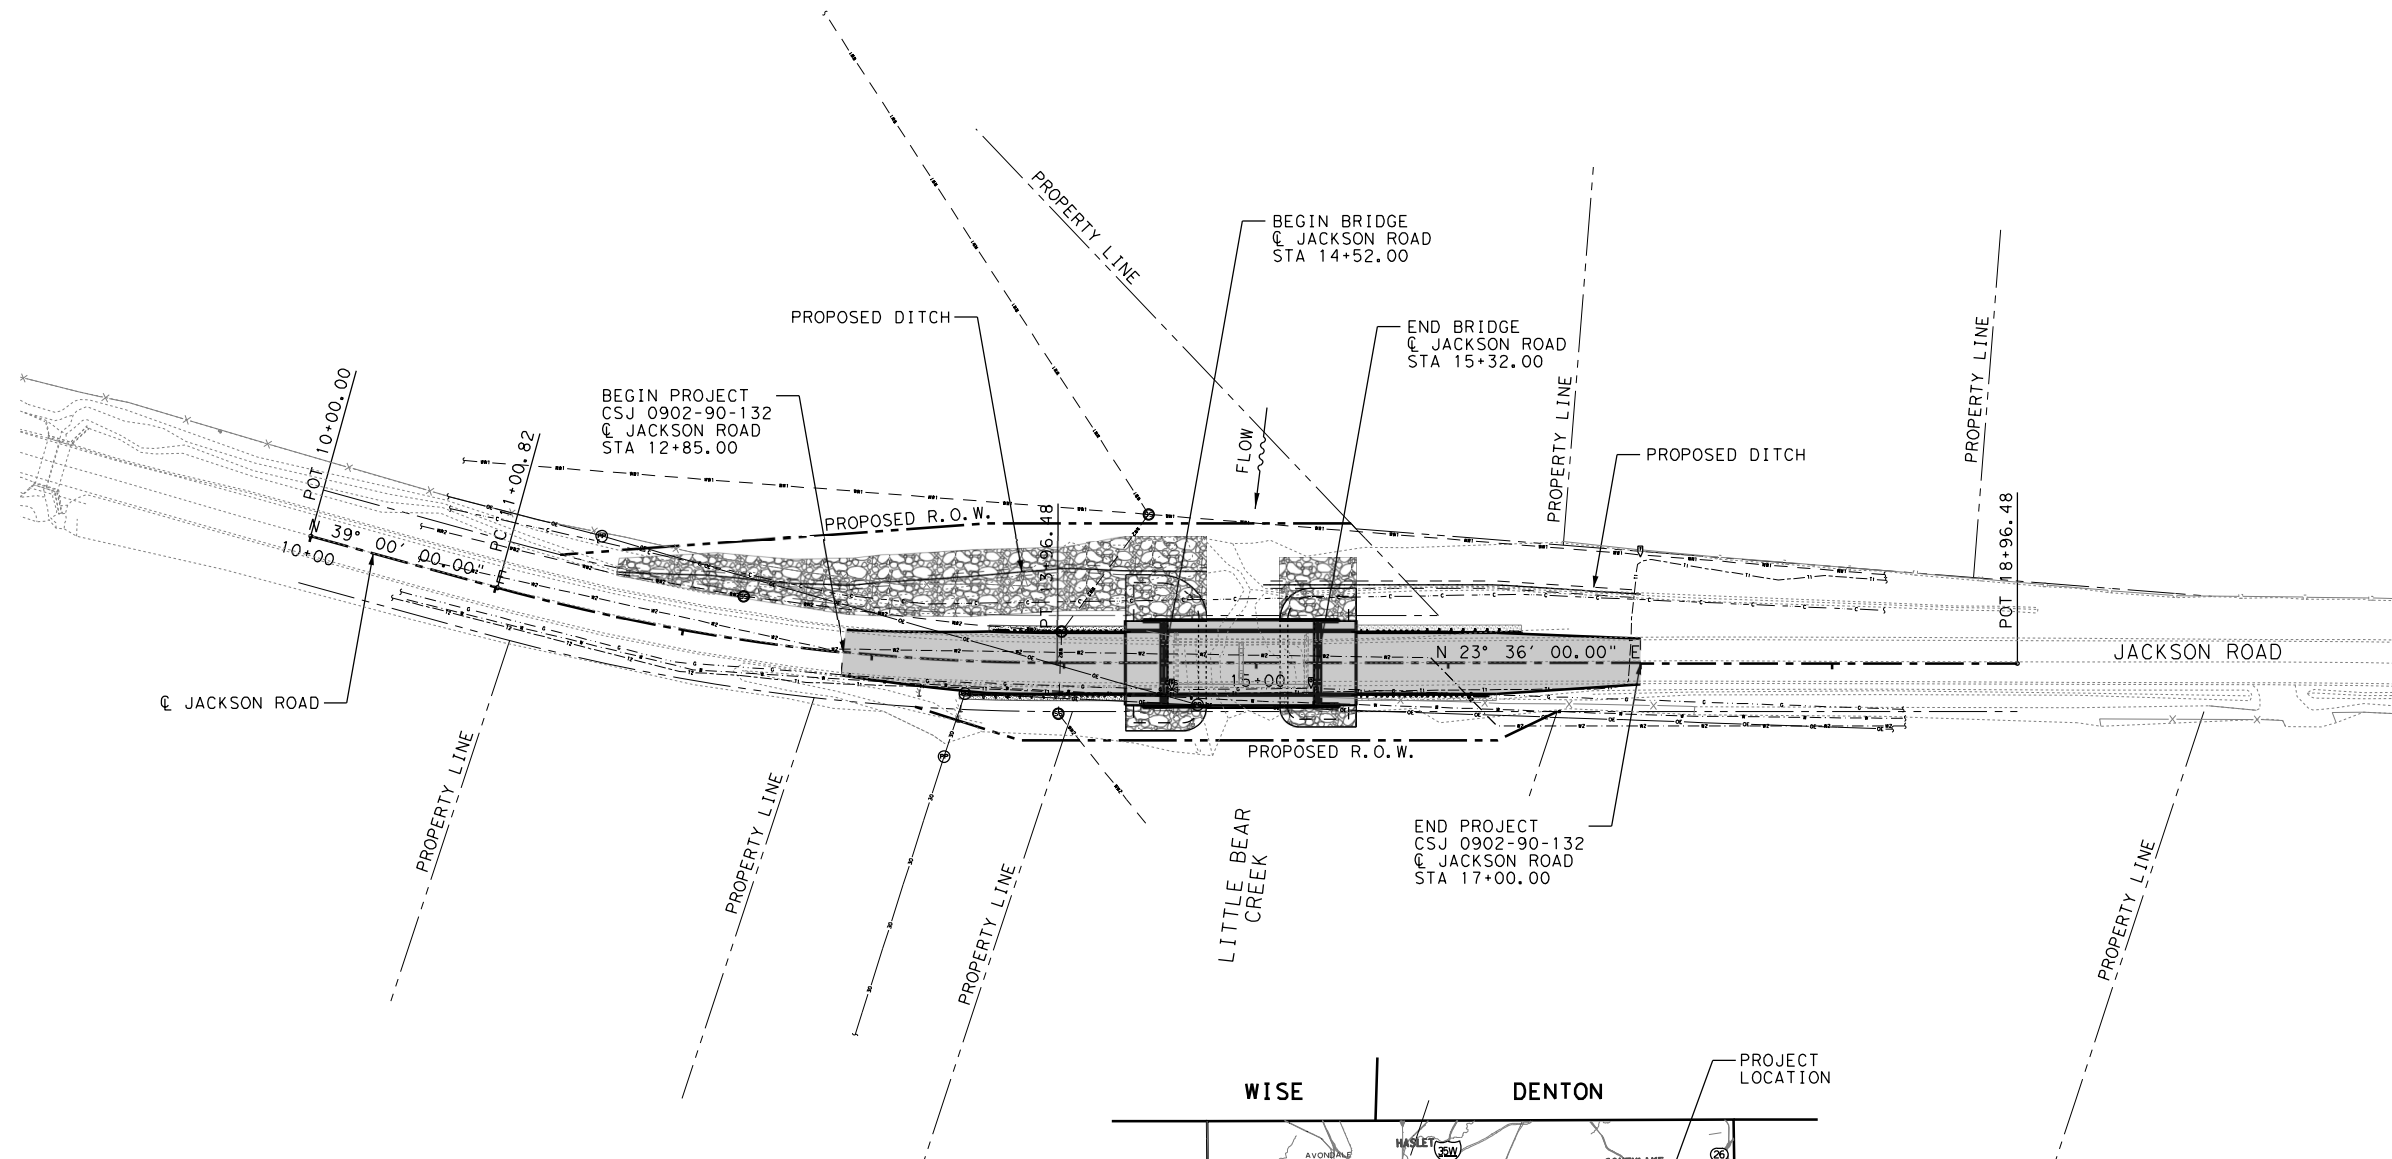 BEGIN BRIDGE
℄ JACKSON ROAD
STA 14+52.00
PROPERTY LINE
PROPOSED DITCH
END BRIDGE
℄ JACKSON ROAD
STA 15+32.00
PROPERTY LINE
PROPERTY LINE
POT 10+00.00
BEGIN PROJECT
CSJ 0902-90-132
℄ JACKSON ROAD
STA 12+85.00
PC 11+00.82
FLOW
PROPOSED DITCH
PROPOSED R.O.W.
PT 13+96.48
POT 18+96.48
N 39° 00' 00.00"
10+00
N 23° 36' 00.00" E
JACKSON ROAD
15+00
℄ JACKSON ROAD
PROPOSED R.O.W.
PROPERTY LINE
PROPERTY LINE
PROPERTY LINE
LITTLE BEAR
CREEK
END PROJECT
CSJ 0902-90-132
℄ JACKSON ROAD
STA 17+00.00
PROPERTY LINE
PROJECT
LOCATION
WISE
DENTON
HASLET
35W
AVONDALE
26